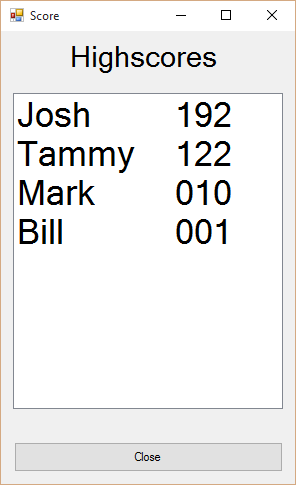 Score
Highscores
Josh 192
Tammy 122
Mark 010
Bill 001
Close